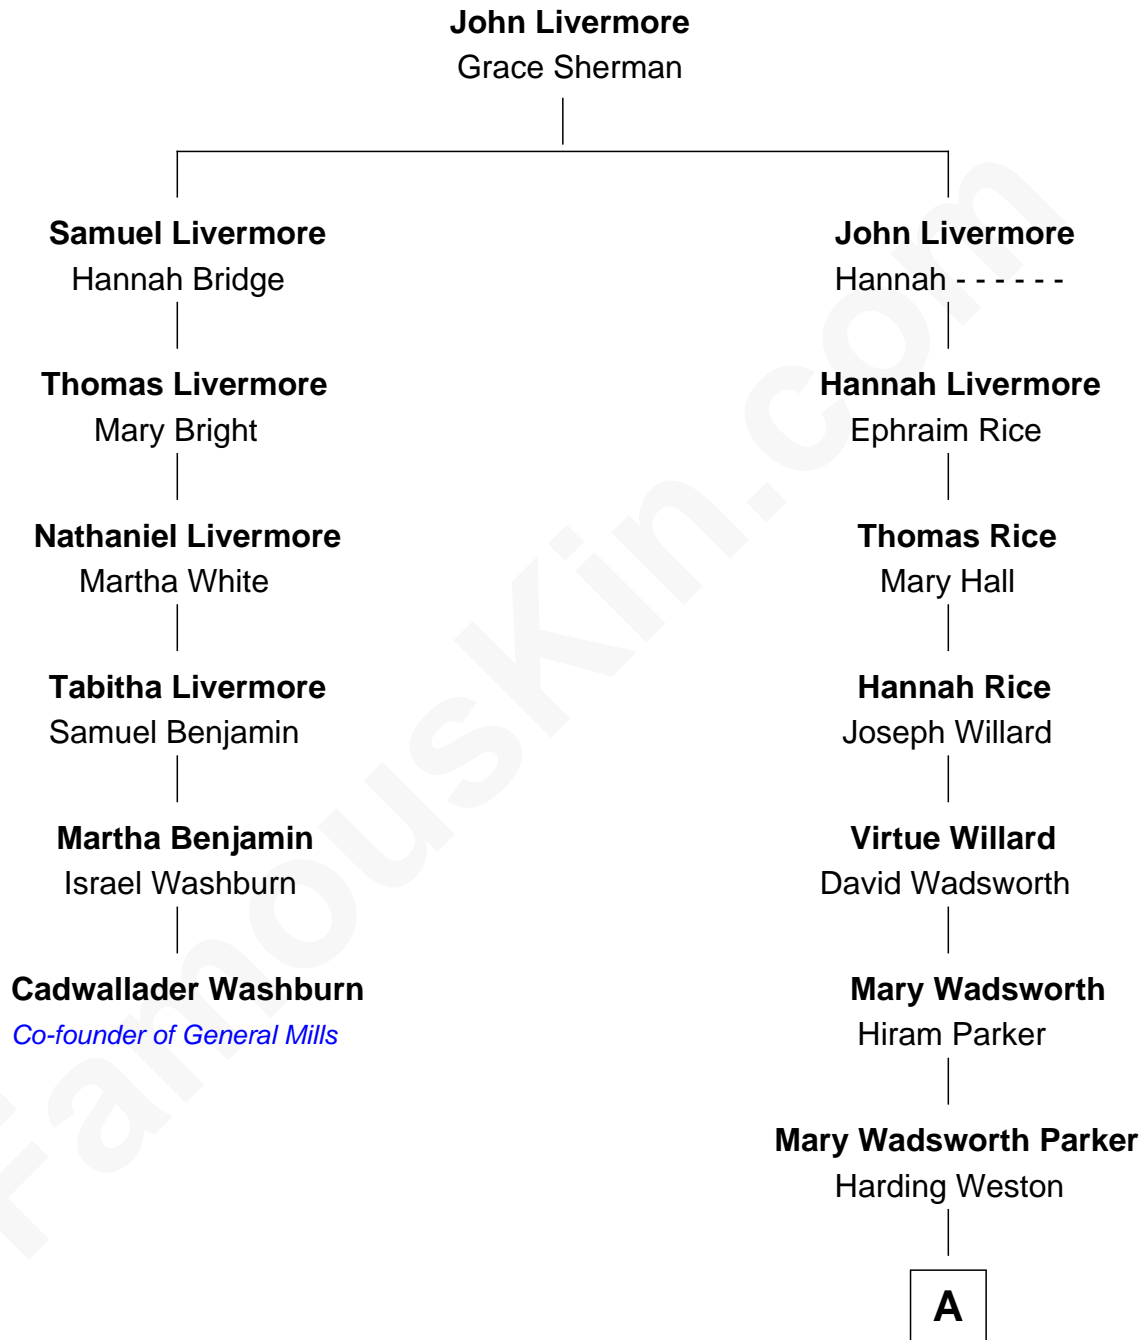 John Livermore
Grace Sherman
Samuel Livermore
Hannah Bridge
Thomas Livermore
Mary Bright
Nathaniel Livermore
Martha White
Tabitha Livermore
Samuel Benjamin
Martha Benjamin
Israel Washburn
Cadwallader Washburn
Co-founder of General Mills
John Livermore
Hannah - - - - - -
Hannah Livermore
Ephraim Rice
Thomas Rice
Mary Hall
Hannah Rice
Joseph Willard
Virtue Willard
David Wadsworth
Mary Wadsworth
Hiram Parker
Mary Wadsworth Parker
Harding Weston
A
FamousKin.com